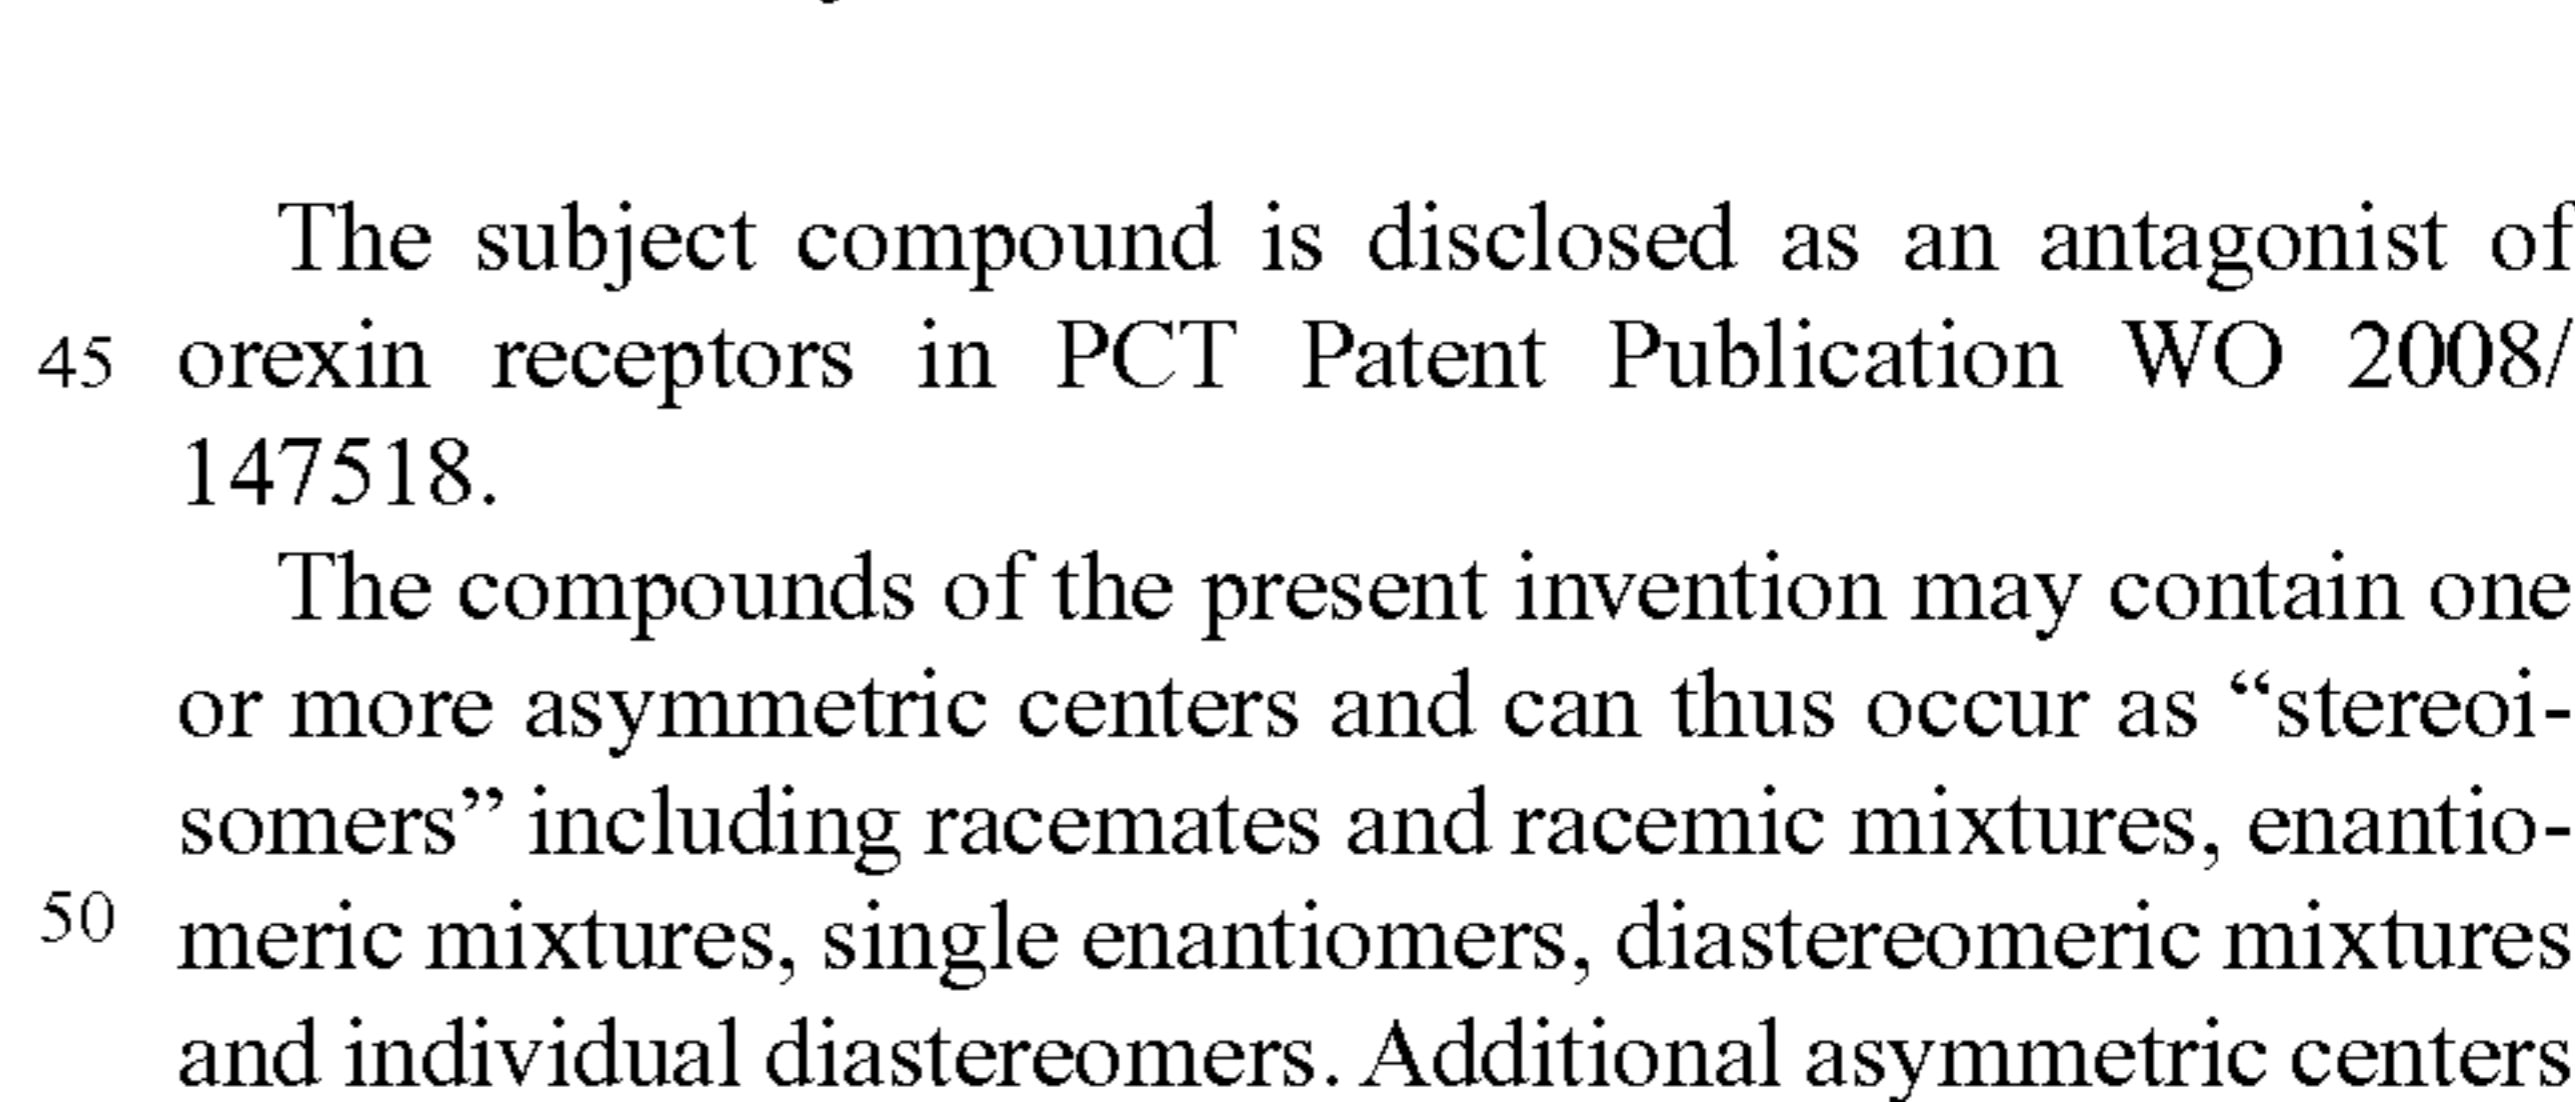 The subject compound is disclosed as an antagonist of
45 orexin receptors in PCT Patent Publication WO 2008/
147518.
The compounds of the present invention may contain one
or more asymmetric centers and can thus occur as “stereoi-
somers” including racemates and racemic mixtures, enantio-
50 meric mixtures, single enantiomers, diastereomeric mixtures
and individual diastereomers. Additional asymmetric centers